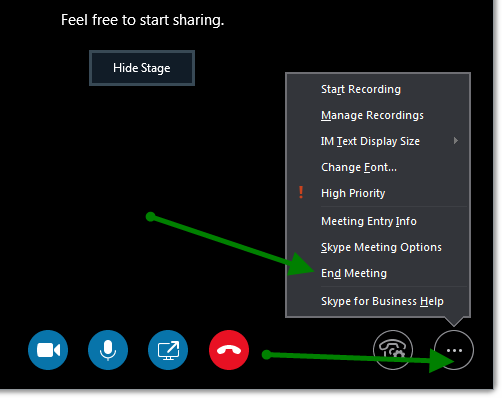 Feel free to start sharing.
Hide Stage
Start Recording
Manage Recordings
IM Text Display Size
Change Font...
High Priority
Meeting Entry Info
Skype Meeting Options
End Meeting
Skype for Business Help